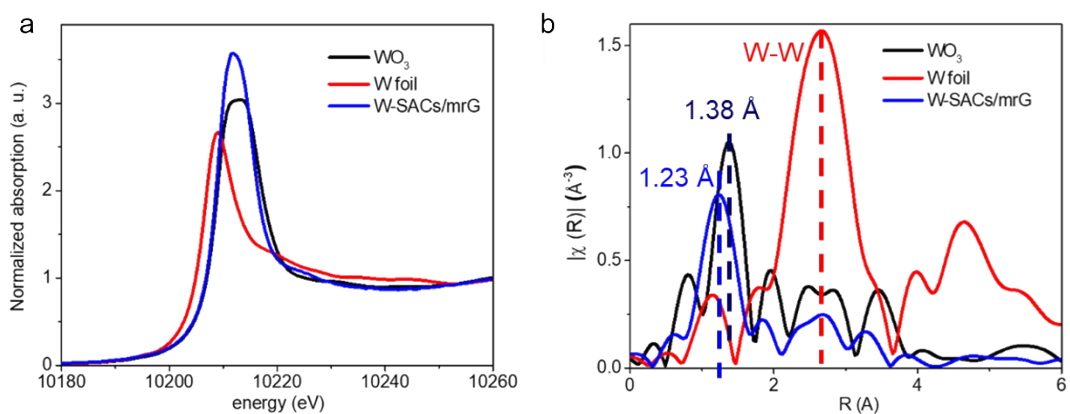 a
Normalized absorption (a. u.)
3
2
1
0
10180 10200 10220 10240 10260
energy (eV)
WO₃
W foil
W-SACs/mrG
b
|χ (R)| (Å⁻³)
1.5
1.0
0.5
0.0
0 2 4 6
R (A)
W-W
1.38 Å
1.23 Å
WO₃
W foil
W-SACs/mrG